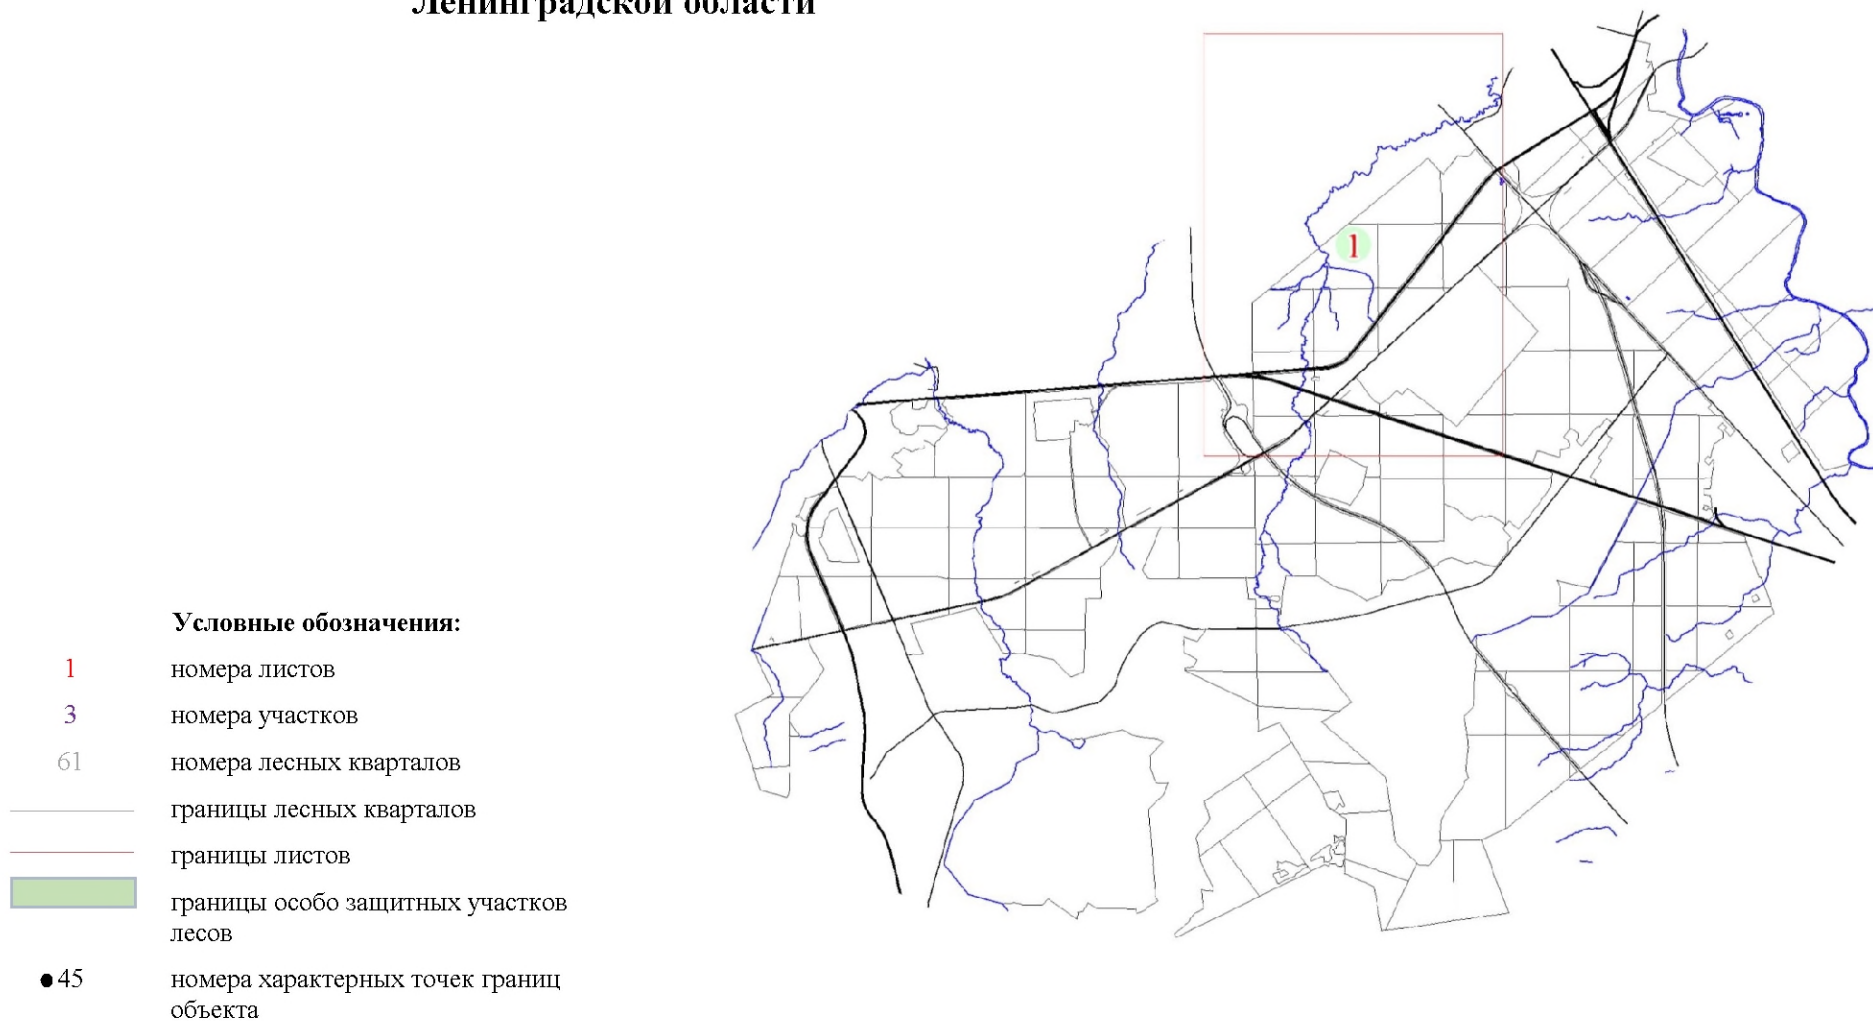 Ленинградской области
1
Условные обозначения:
1 номера листов
3 номера участков
61 номера лесных кварталов
границы лесных кварталов
границы листов
границы особо защитных участков
лесов
45 номера характерных точек границ
объекта